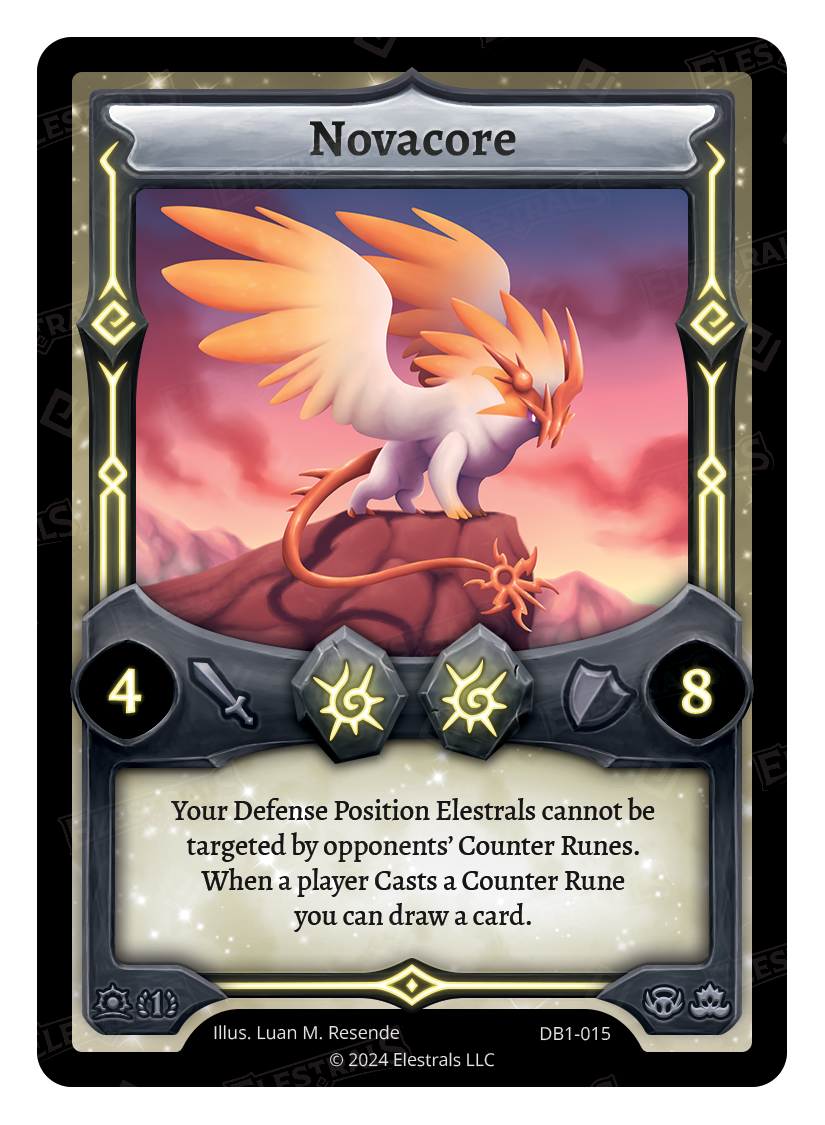 Novacore
4
8
Your Defense Position Elestrals cannot be
targeted by opponents’ Counter Runes.
When a player Casts a Counter Rune
you can draw a card.
1
Illus. Luan M. Resende
DB1-015
© 2024 Elestrals LLC